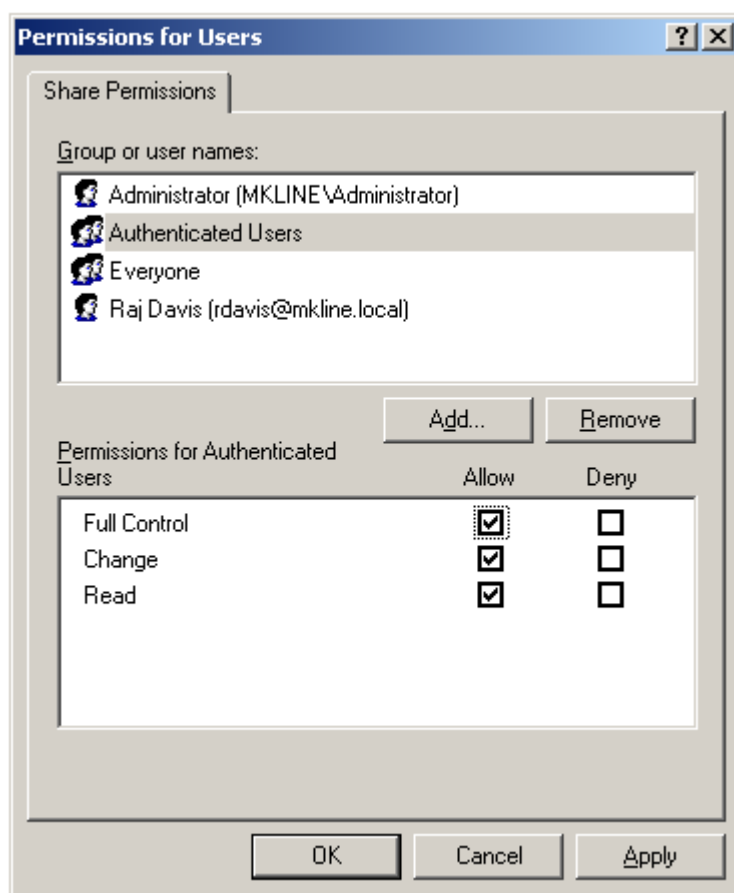 Permissions for Users
Share Permissions
Group or user names:
Administrator (MKLINE\Administrator)
Authenticated Users
Everyone
Raj Davis (rdavis@mkline.local)
Add... Remove
Permissions for Authenticated
Users Allow Deny
Full Control
Change
Read
OK Cancel Apply